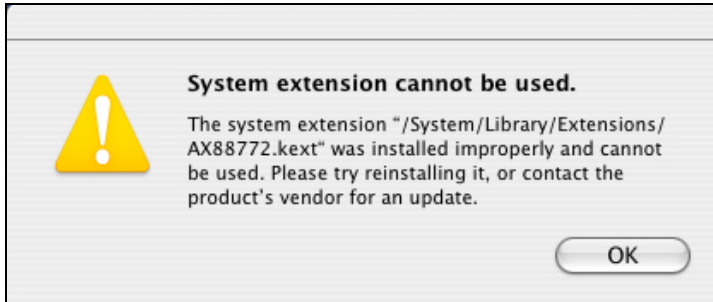 System extension cannot be used.
The system extension “/System/Library/Extensions/
AX88772.kext“ was installed improperly and cannot
be used. Please try reinstalling it, or contact the
product’s vendor for an update.
OK